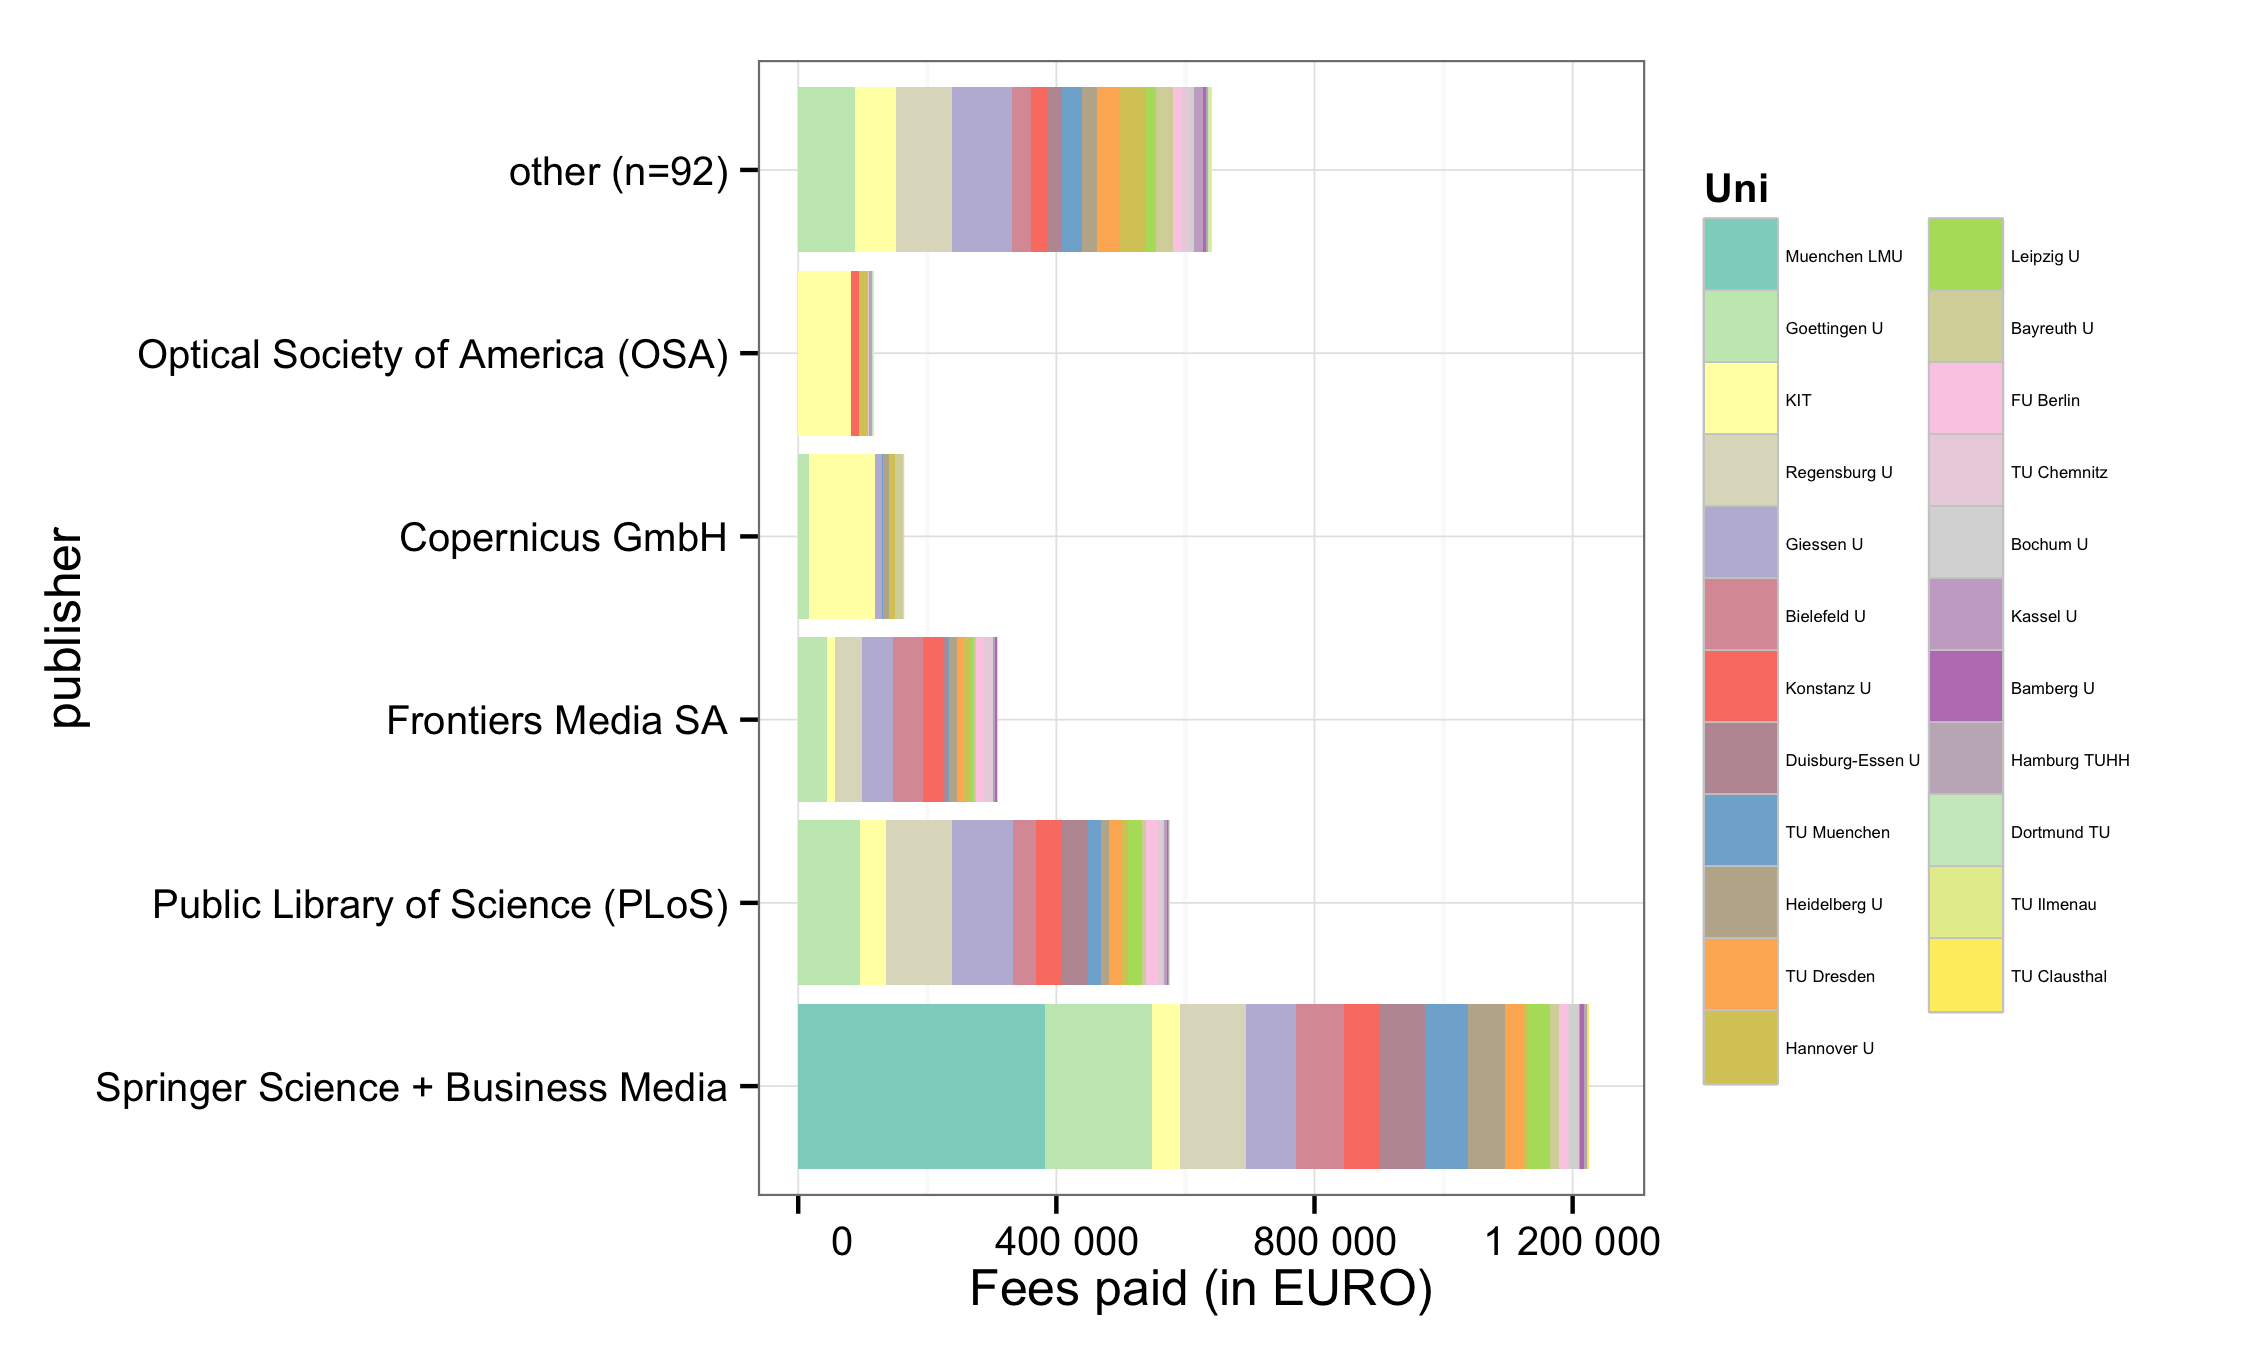 other (n=92)
Optical Society of America (OSA)
Copernicus GmbH
Frontiers Media SA
Public Library of Science (PLoS)
Springer Science + Business Media
publisher
0
400 000
800 000
1 200 000
Fees paid (in EURO)
Uni
Muenchen LMU
Goettingen U
KIT
Regensburg U
Giessen U
Bielefeld U
Konstanz U
Duisburg-Essen U
TU Muenchen
Heidelberg U
TU Dresden
Hannover U
Leipzig U
Bayreuth U
FU Berlin
TU Chemnitz
Bochum U
Kassel U
Bamberg U
Hamburg TUHH
Dortmund TU
TU Ilmenau
TU Clausthal